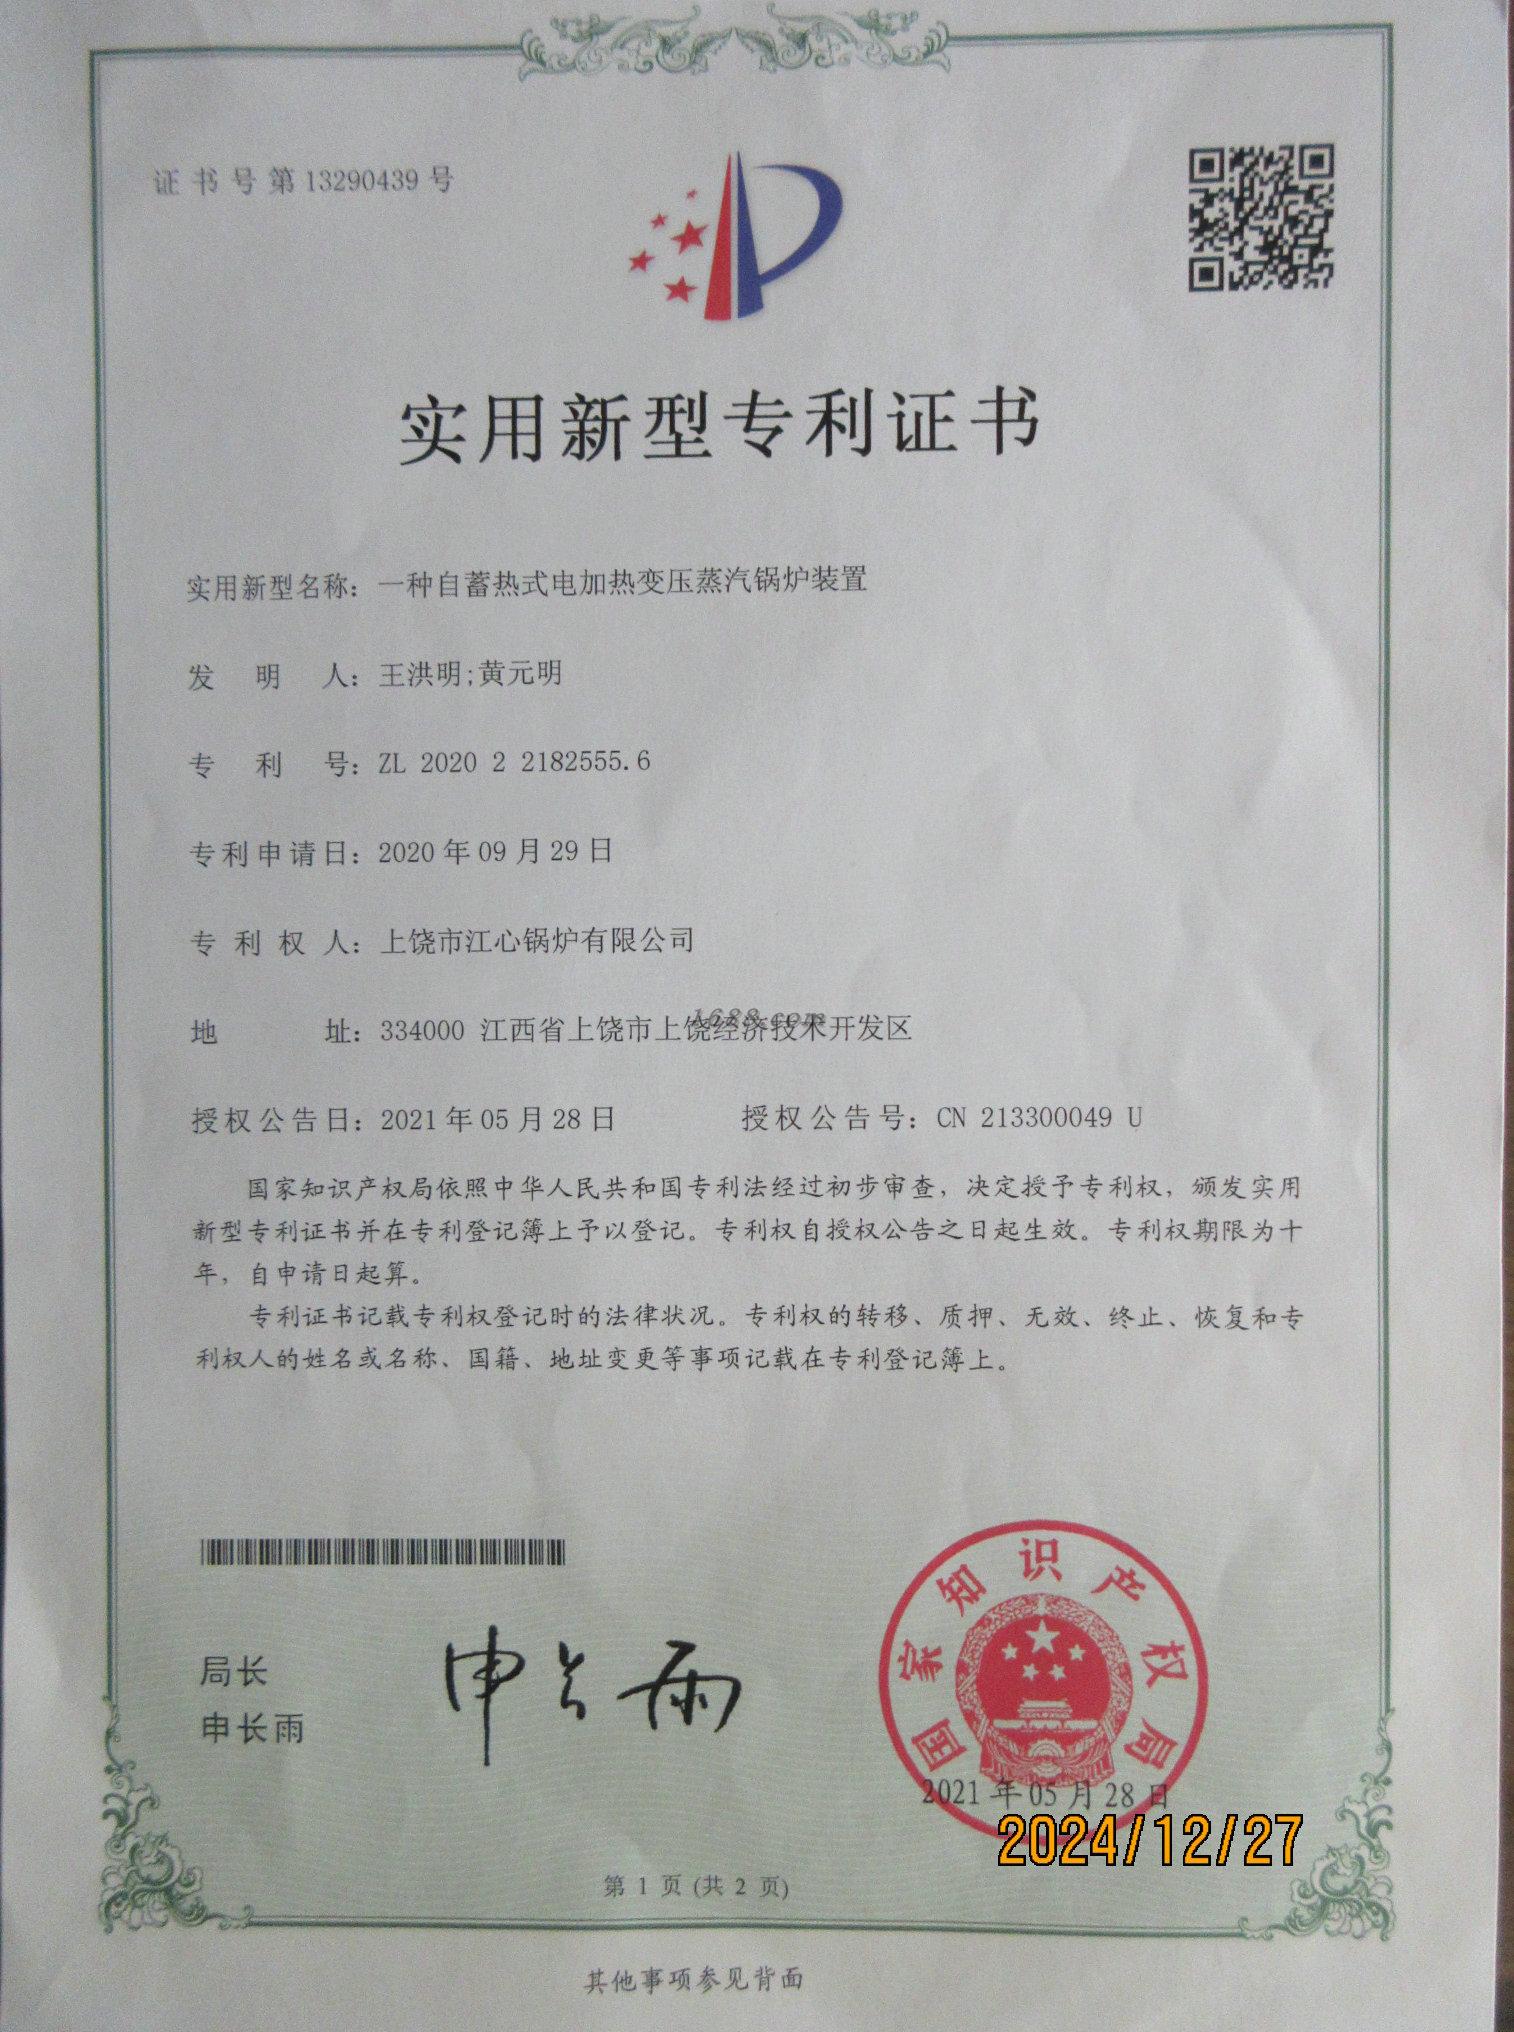 证书号第13290439号
实用新型专利证书
实用新型名称：一种自蓄热式电加热变压蒸汽锅炉装置
发明人：王洪明;黄元明
专利号：ZL 2020 2 2182555.6
专利申请日：2020年09月29日
专利权人：上饶市江心锅炉有限公司
地址：334000 江西省上饶市上饶经济技术开发区
1688.com
授权公告日：2021年05月28日 授权公告号：CN 213300049 U
国家知识产权局依照中华人民共和国专利法经过初步审查，决定授予专利权，颁发实用
新型专利证书并在专利登记簿上予以登记。专利权自授权公告之日起生效。专利权期限为十
年，自申请日起算。
专利证书记载专利权登记时的法律状况。专利权的转移、质押、无效、终止、恢复和专
利权人的姓名或名称、国籍、地址变更等事项记载在专利登记簿上。
局长
申长雨
申长雨
国家知识产权局
2021年05月28日
2024/12/27
第 1 页 (共 2 页)
其他事项参见背面